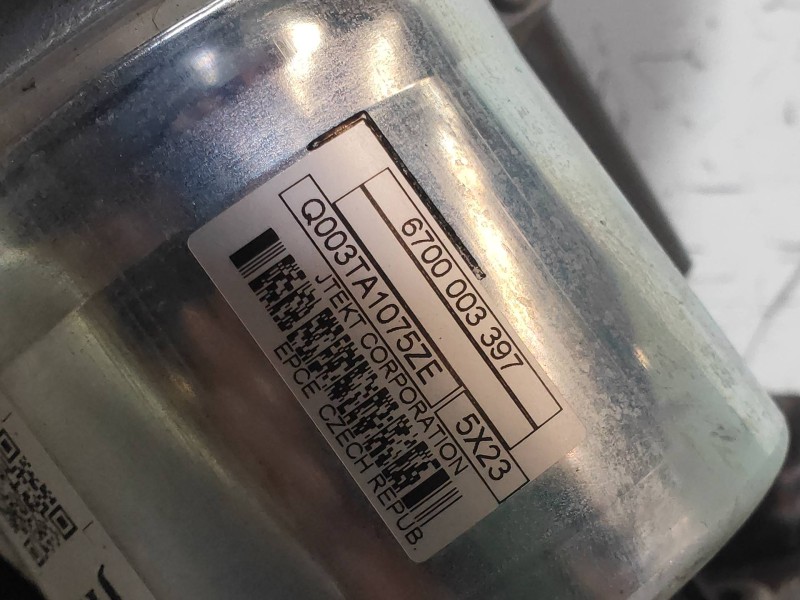 6700 003 397
Q003TA1075ZE 5X23
JTEKT CORPORATION
EPCE CZECH REPUB.